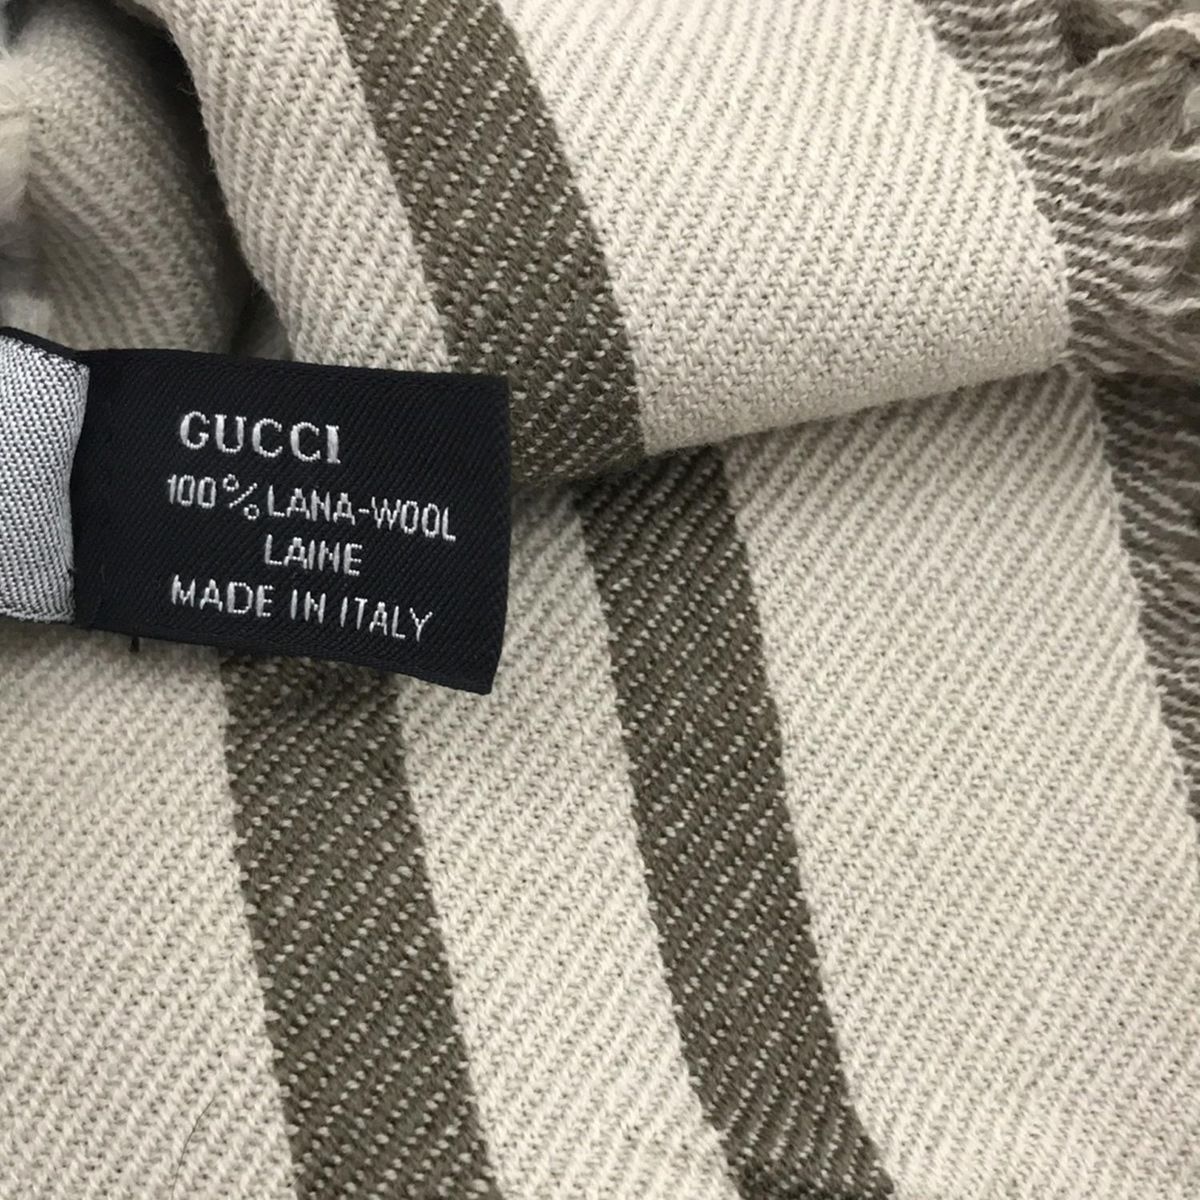 GUCCI
100% LANA-WOOL
LAINE
MADE IN ITALY